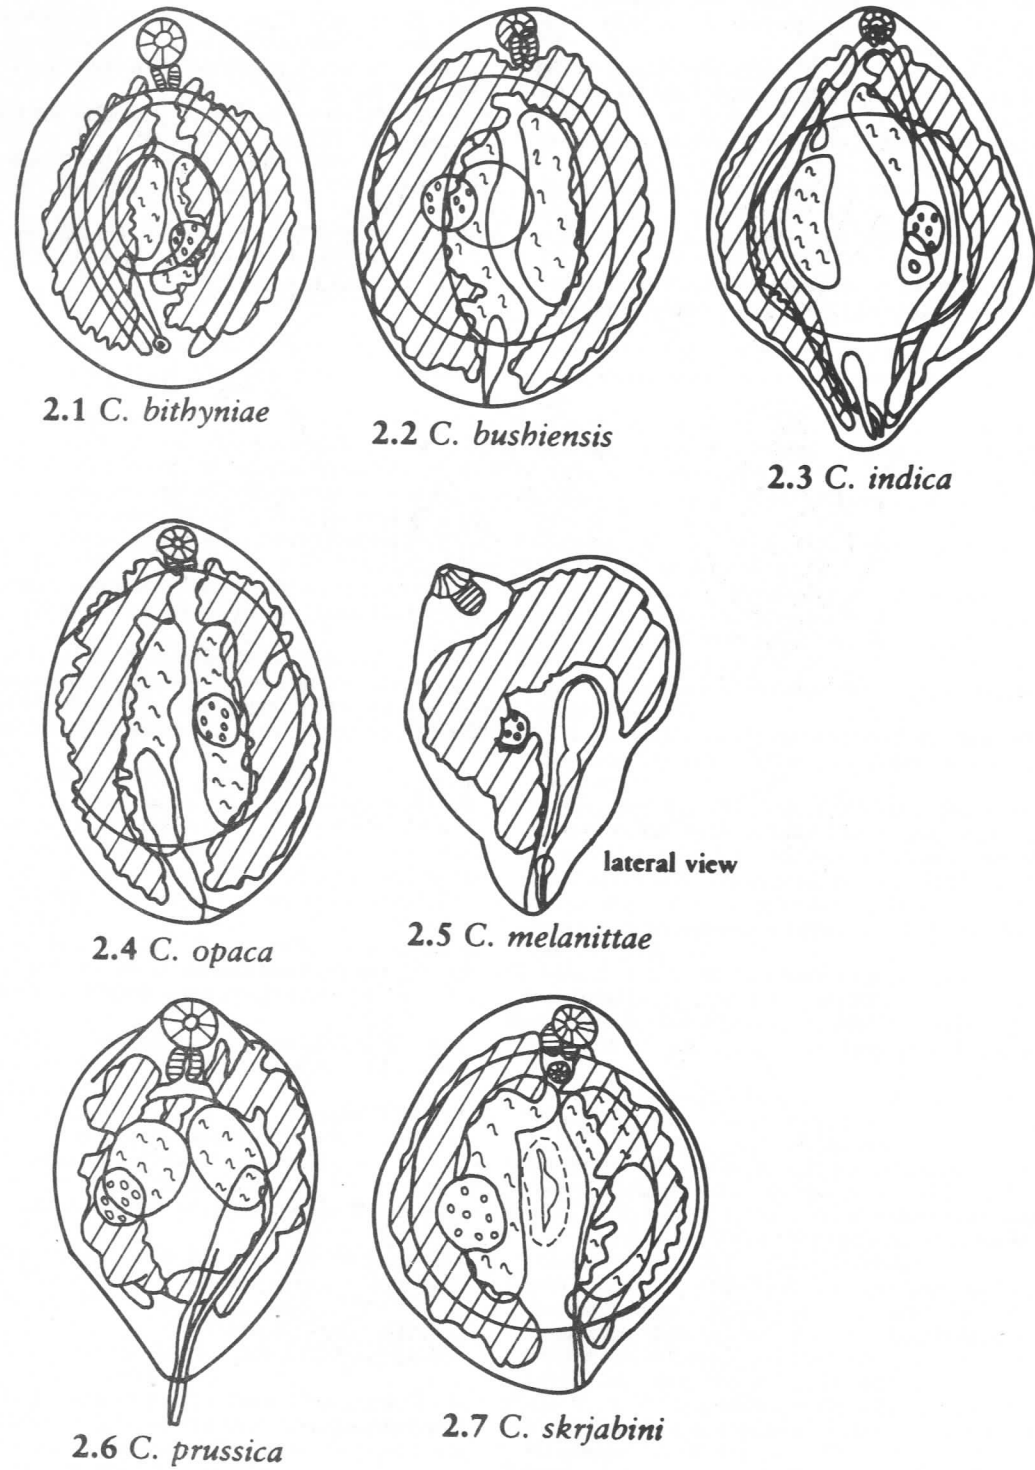 2.1 C. bithyniae
2.2 C. bushiensis
2.3 C. indica
2.4 C. opaca
lateral view
2.5 C. melanittae
2.6 C. prussica
2.7 C. skrjabini